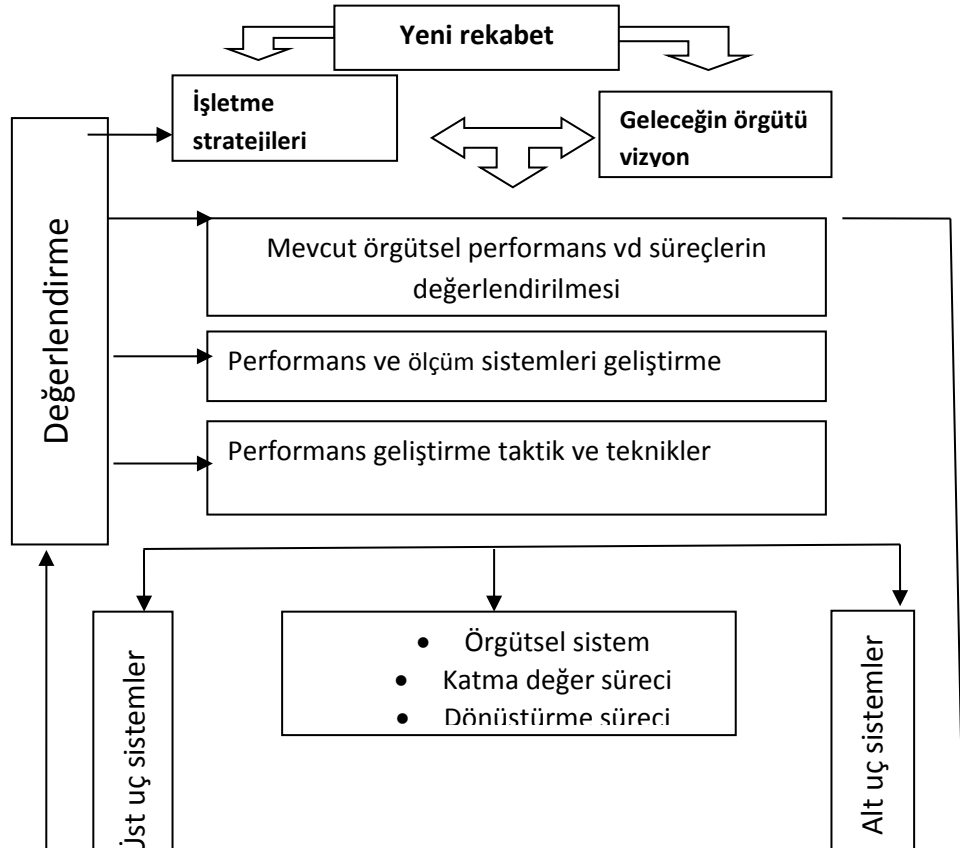 Yeni rekabet
İşletme
stratejileri
Geleceğin örgütü
vizyon
Değerlendirme
Mevcut örgütsel performans vd süreçlerin
değerlendirilmesi
Performans ve ölçüm sistemleri geliştirme
Performans geliştirme taktik ve teknikler
Üst uç sistemler
• Örgütsel sistem
• Katma değer süreci
• Dönüştürme süreci
Alt uç sistemler